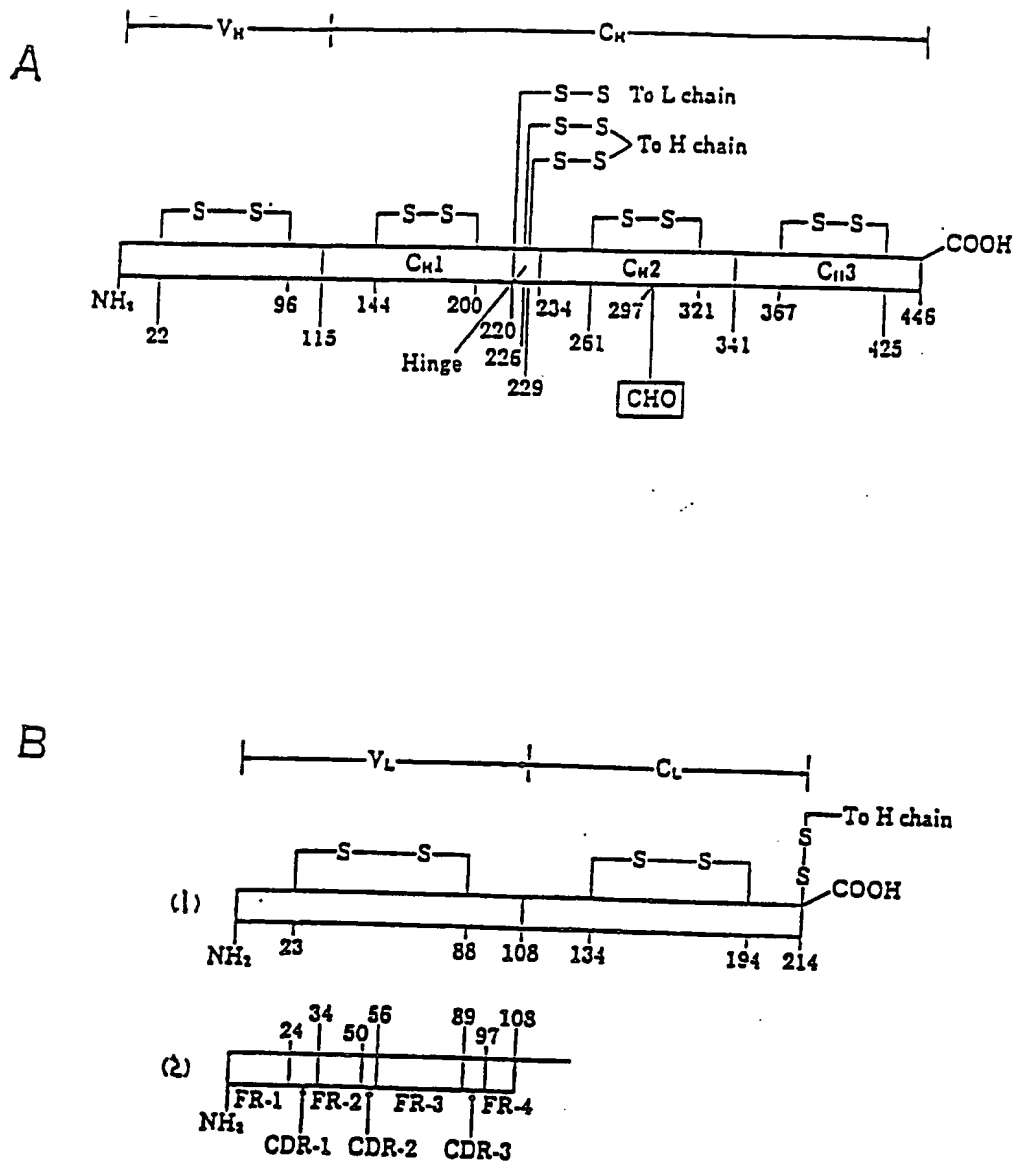 A
V_H C_H
S—S To L chain
S—S
To H chain
S—S
S—S S—S S—S S—S
COOH
C_H1 C_H2 C_H3
NH₂ 96 144 200 234 297 321 367 446
22 115 220 261 341 425
Hinge 226
229
CHO
B
V_L C_L
To H chain
S—S S—S S
S
COOH
(1)
NH₂ 23 88 108 134 194 214
34 56 89 108
24 50 97
(2)
FR-1 FR-2 FR-3 FR-4
NH₂
CDR-1 CDR-2 CDR-3